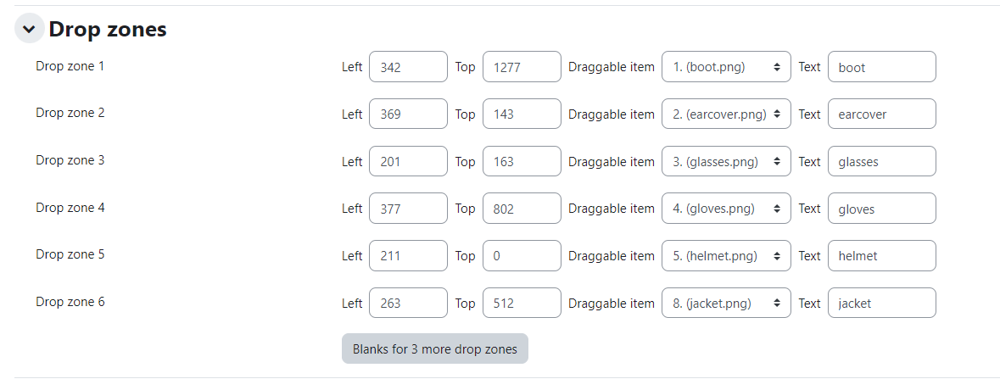 Drop zones
Drop zone 1 Left 342 Top 1277 Draggable item 1. (boot.png) Text boot
Drop zone 2 Left 369 Top 143 Draggable item 2. (earcover.png) Text earcover
Drop zone 3 Left 201 Top 163 Draggable item 3. (glasses.png) Text glasses
Drop zone 4 Left 377 Top 802 Draggable item 4. (gloves.png) Text gloves
Drop zone 5 Left 211 Top 0 Draggable item 5. (helmet.png) Text helmet
Drop zone 6 Left 263 Top 512 Draggable item 8. (jacket.png) Text jacket
Blanks for 3 more drop zones